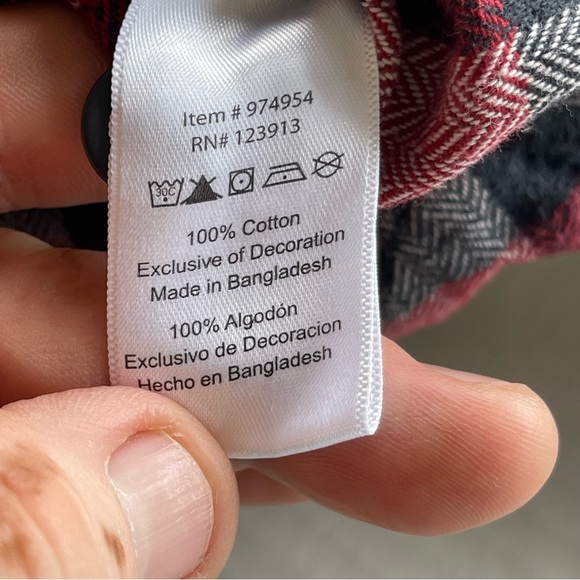 Item # 974954
RN# 123913
30C
100% Cotton
Exclusive of Decoration
Made in Bangladesh
100% Algodón
Exclusivo de Decoracion
Hecho en Bangladesh